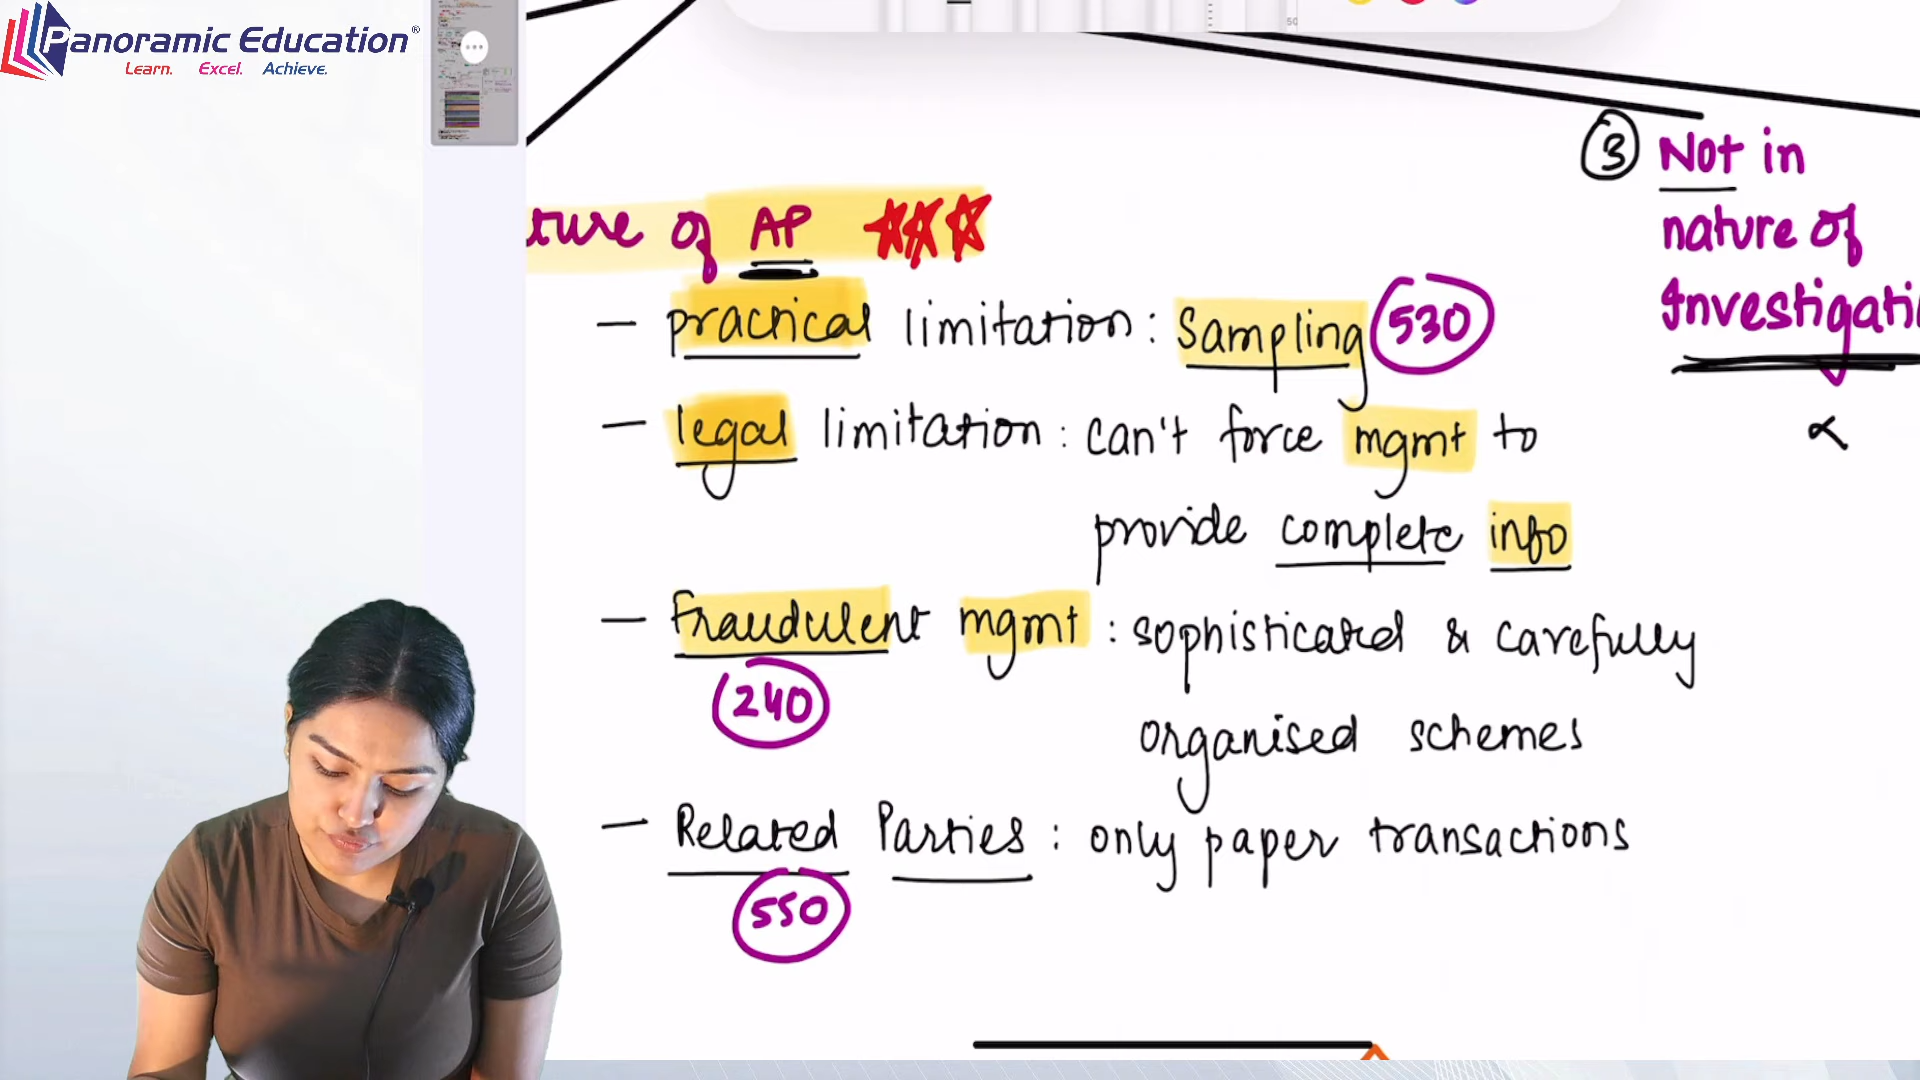 Panoramic Education®
Learn. Excel. Achieve.
50
ture of AP
– practical limitation : Sampling 530
– legal limitation : can't force mgmt to
provide complete info
– Fraudulent mgmt : sophisticated & carefully
240
organised schemes
– Related Parties : only paper transactions
550
3 Not in
nature of
Investigati